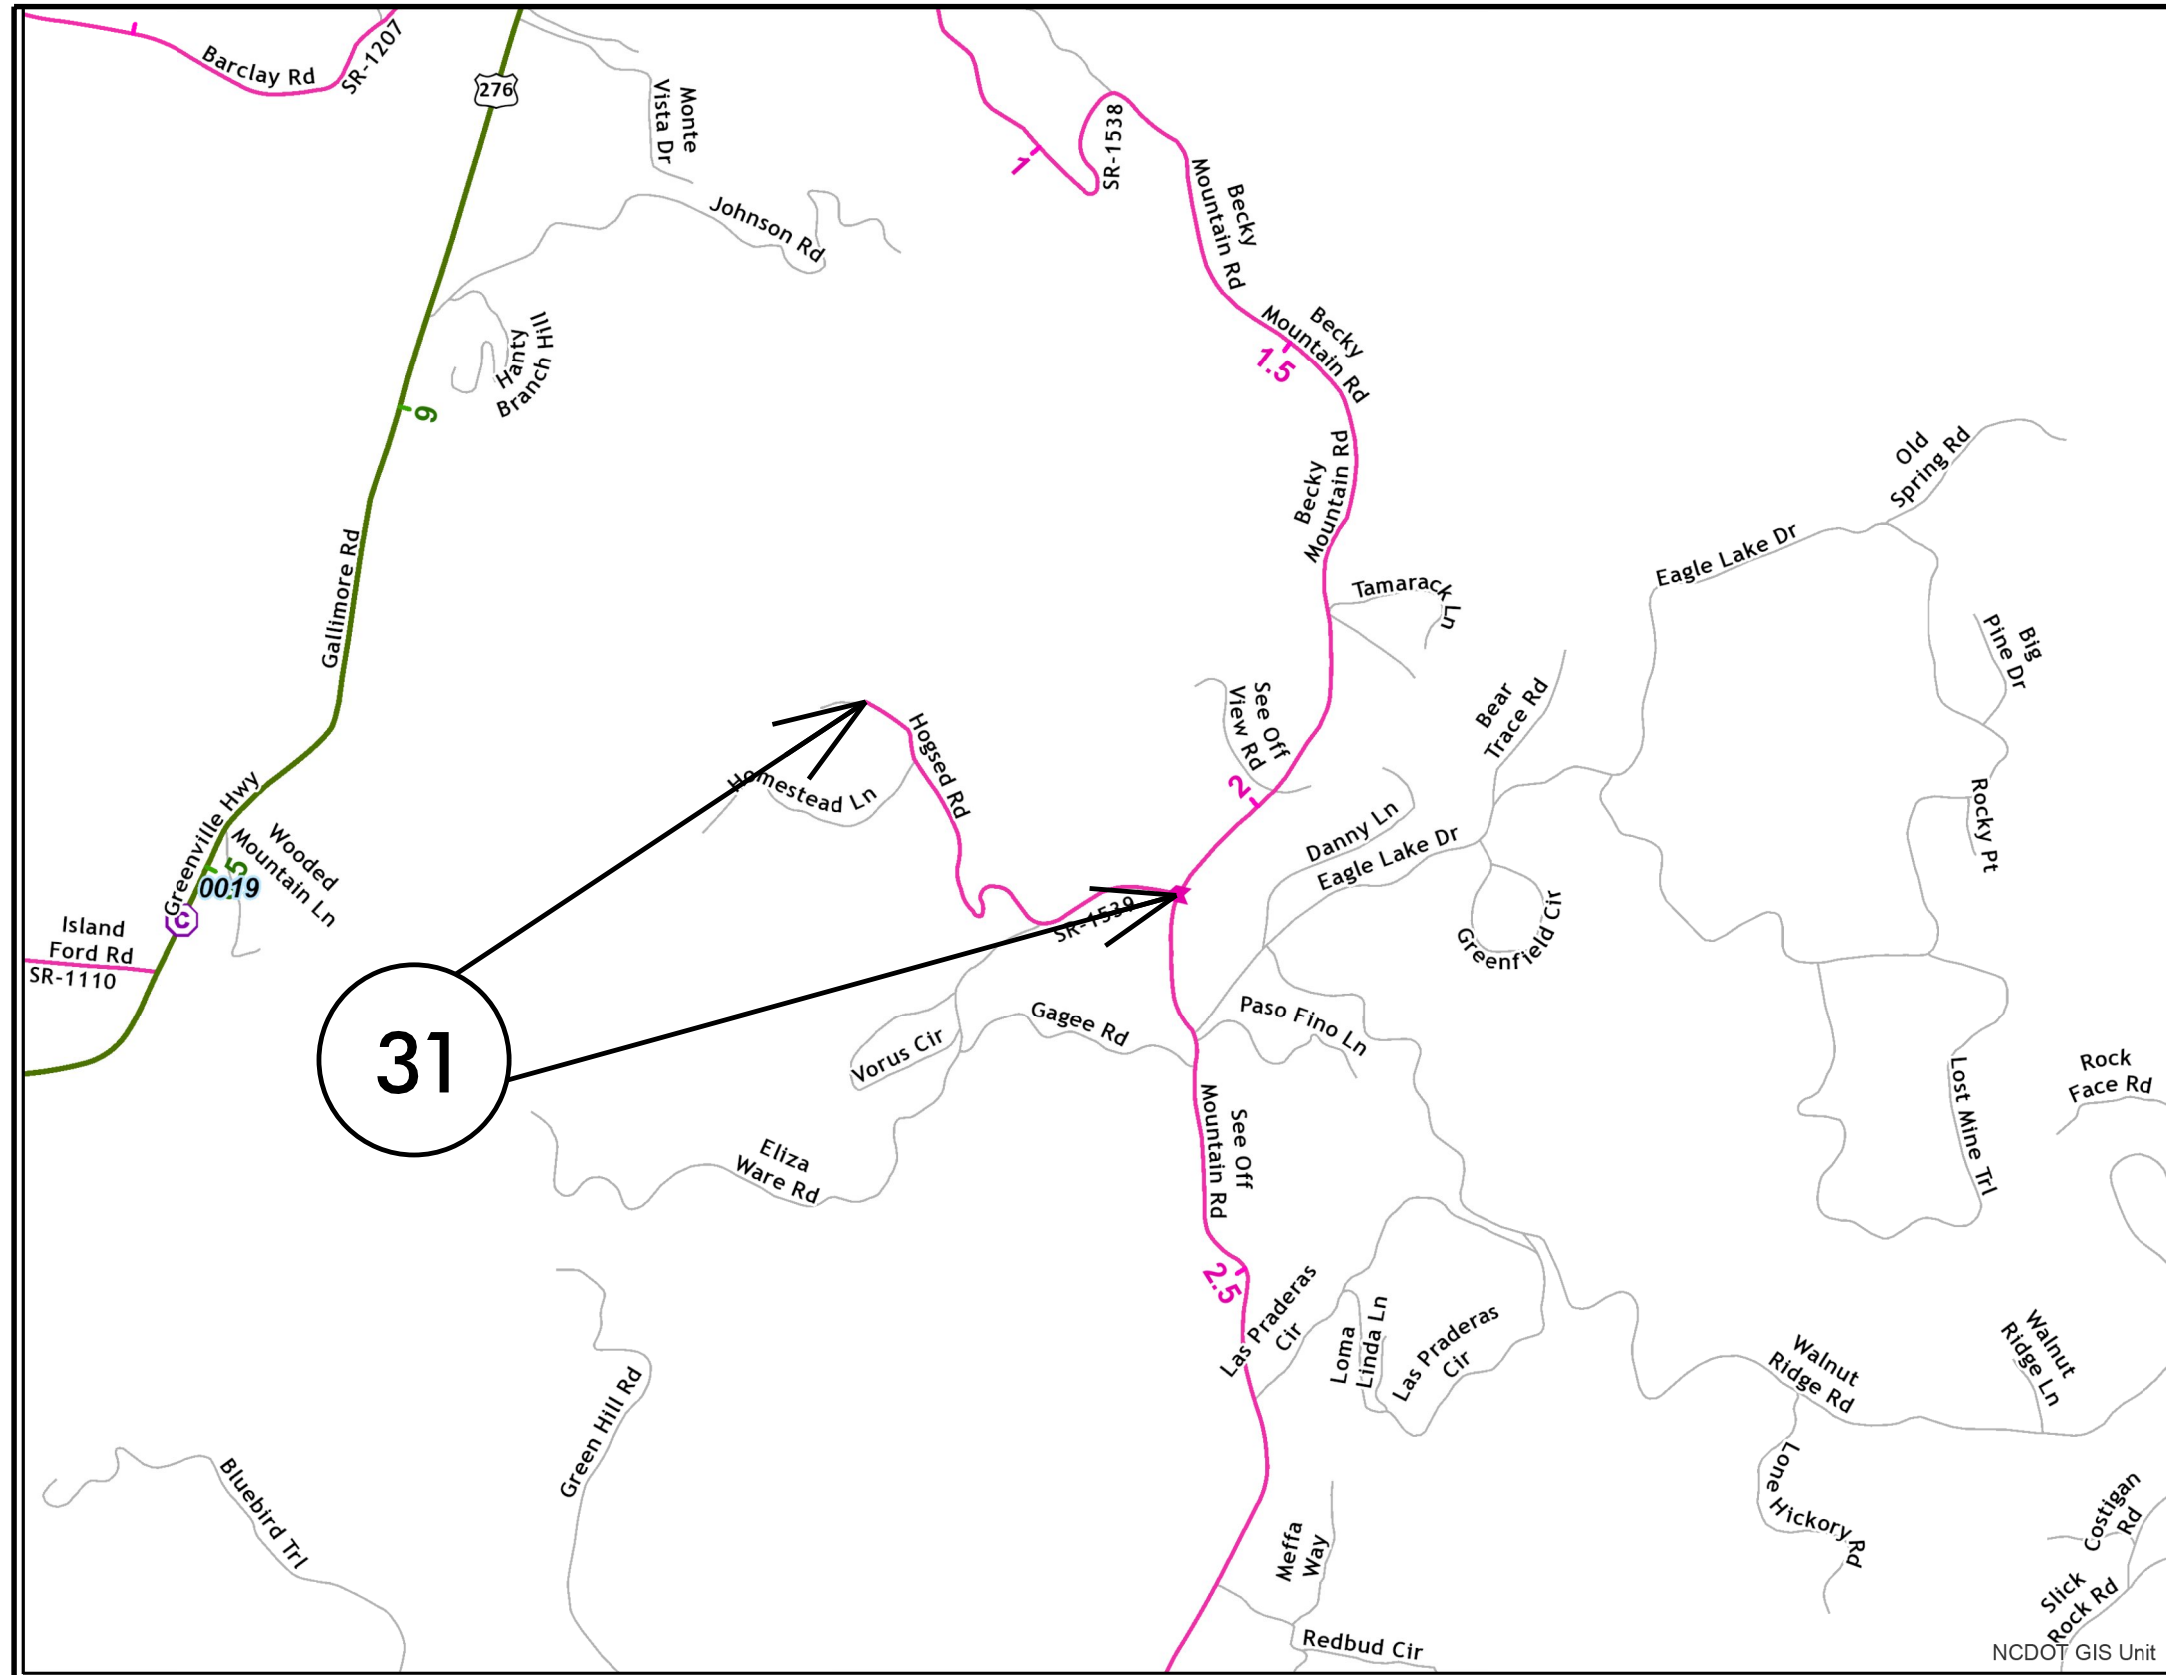 Barclay Rd
SR-1207
276
Monte
Vista Dr
1
SR-1538
Becky
Mountain Rd
Johnson Rd
Hanty
Branch Hill
9
Becky
Mountain Rd
1.5
Becky
Mountain Rd
Old
Spring Rd
Eagle Lake Dr
Gallimore Rd
Tamarack Ln
Big
Pine Dr
See Off
View Rd
Bear
Trace Rd
Hogsed Rd
Homestead Ln
2
Rocky Pt
Greenville Hwy
Wooded
Mountain Ln
.5
0019
C
Danny Ln
Eagle Lake Dr
Island
Ford Rd
SR-1110
SR-1539
Greenfield Cir
31
Vorus Cir
Gagee Rd
Paso Fino Ln
Lost Mine Trl
Rock
Face Rd
See Off
Mountain Rd
Eliza
Ware Rd
2.5
Las Praderas
Cir
Loma
Linda Ln
Las Praderas
Cir
Walnut
Ridge Rd
Walnut
Ridge Ln
Green Hill Rd
Bluebird Trl
Lone Hickory Rd
Costigan
Rd
Meffa
Way
Slick
Rock Rd
Redbud Cir
NCDOT GIS Unit